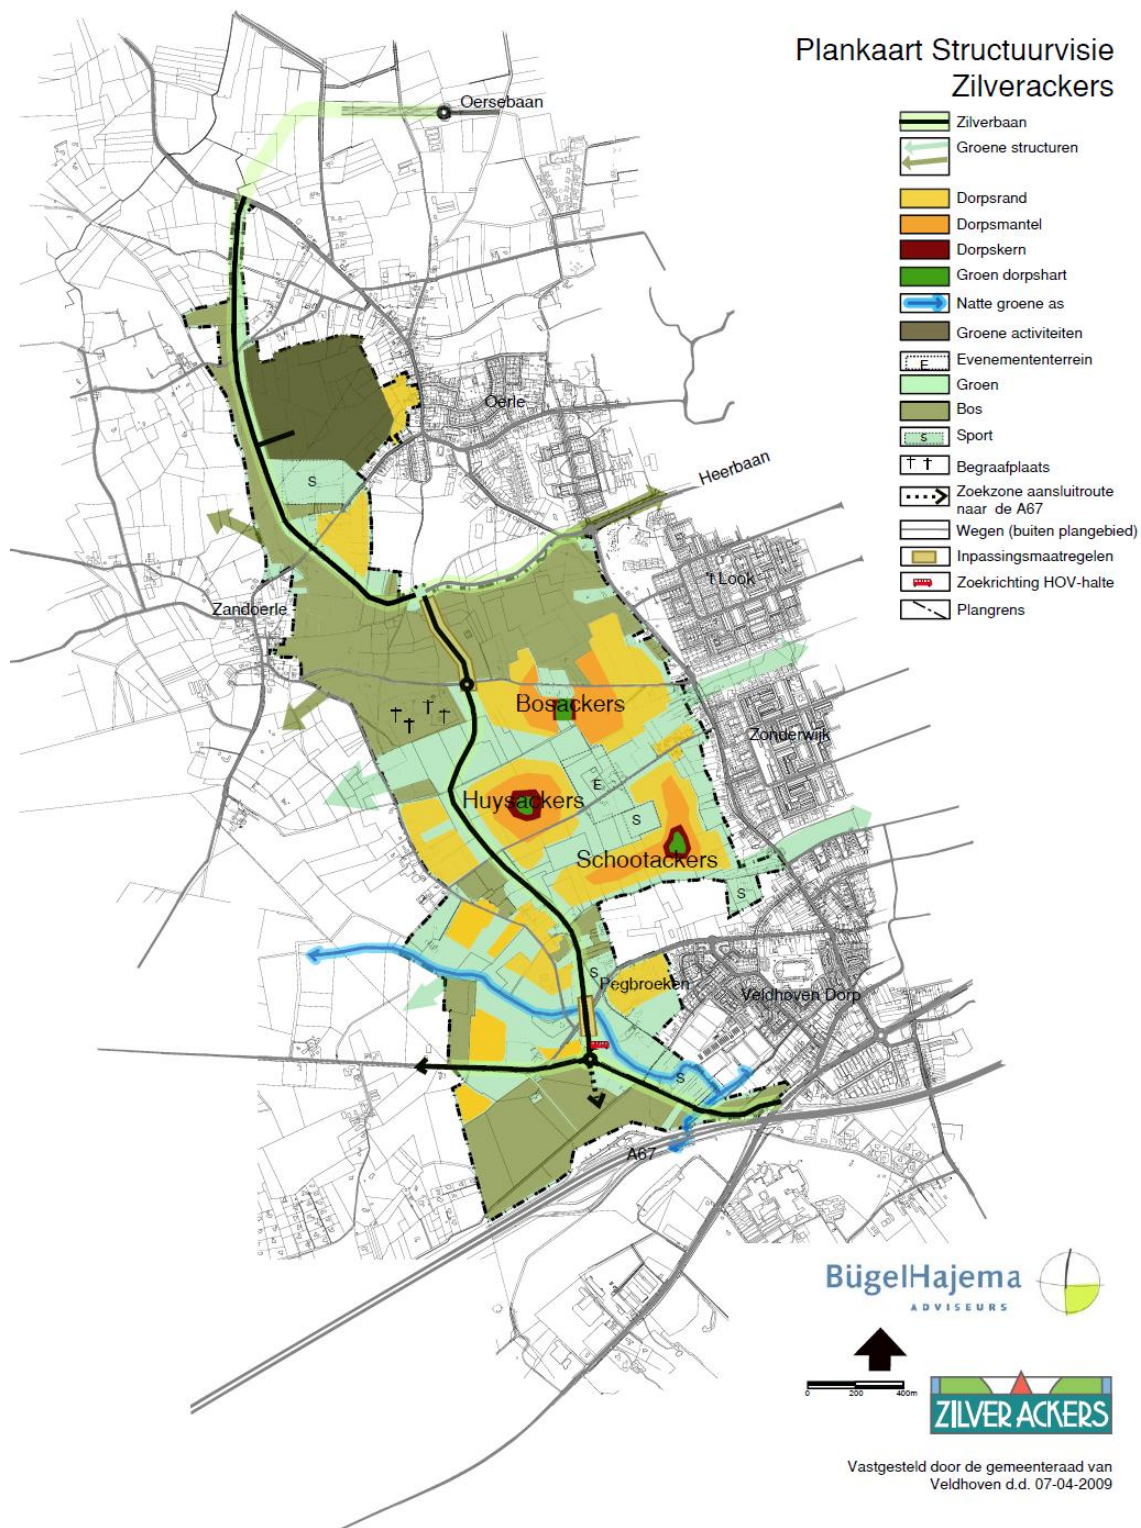 Plankaart Structuurvisie
Zilverackers
Zilverbaan
Groene structuren
Dorpsrand
Dorpsmantel
Dorpskern
Groen dorpshart
Natte groene as
Groene activiteiten
E
Evenemententerrein
Groen
Bos
S
Sport
Begraafplaats
Zoekzone aansluitroute
naar de A67
Wegen (buiten plangebied)
Inpassingsmaatregelen
Zoekrichting HOV-halte
Plangrens
Oersebaan
Oerle
Heerbaan
S
't Look
Zandoerle
Bosackers
Zonderwijk
E
Huysackers
S
Schootackers
S
S
Pegbroeken
Veldhoven Dorp
S
A67
BügelHajema
ADVISEURS
0 200 400m
ZILVER ACKERS
Vastgesteld door de gemeenteraad van
Veldhoven d.d. 07-04-2009